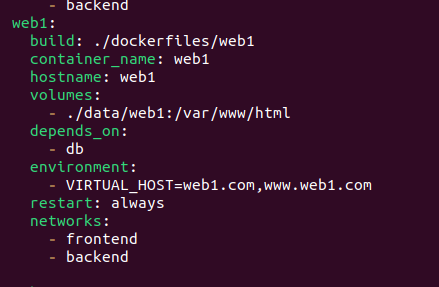 - backend
web1:
build: ./dockerfiles/web1
container_name: web1
hostname: web1
volumes:
- ./data/web1:/var/www/html
depends_on:
- db
environment:
- VIRTUAL_HOST=web1.com,www.web1.com
restart: always
networks:
- frontend
- backend